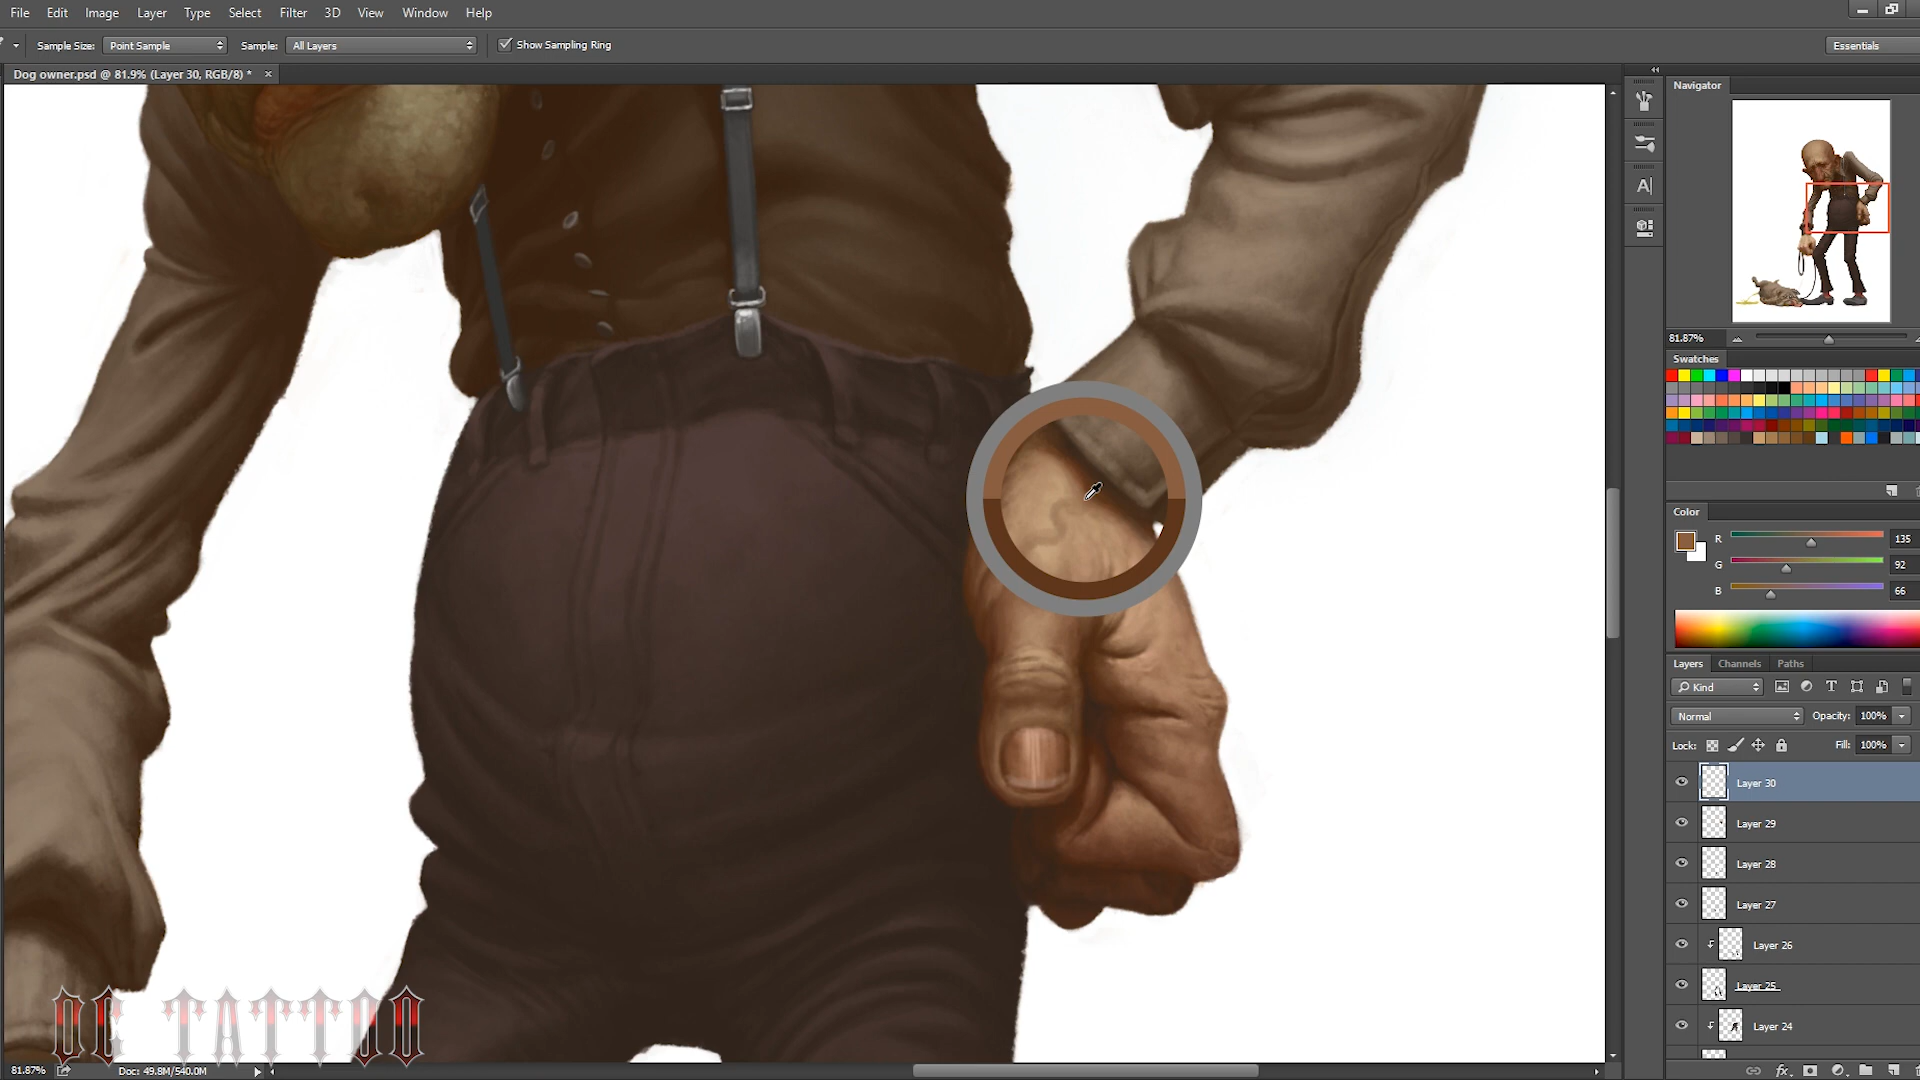 File Edit Image Layer Type Select Filter 3D View Window Help
Sample Size: Point Sample Sample: All Layers Show Sampling Ring Essentials
Dog owner.psd @ 81.9% (Layer 30, RGB/8) * ×
Navigator
81.87%
Swatches
Color
R 135
G 92
B 66
Layers Channels Paths
Kind
Normal Opacity: 100%
Lock: Fill: 100%
Layer 30
Layer 29
Layer 28
Layer 27
Layer 26
Layer 25
Layer 24
DC TATTOO
81.87% Doc: 49.8M/540.0M